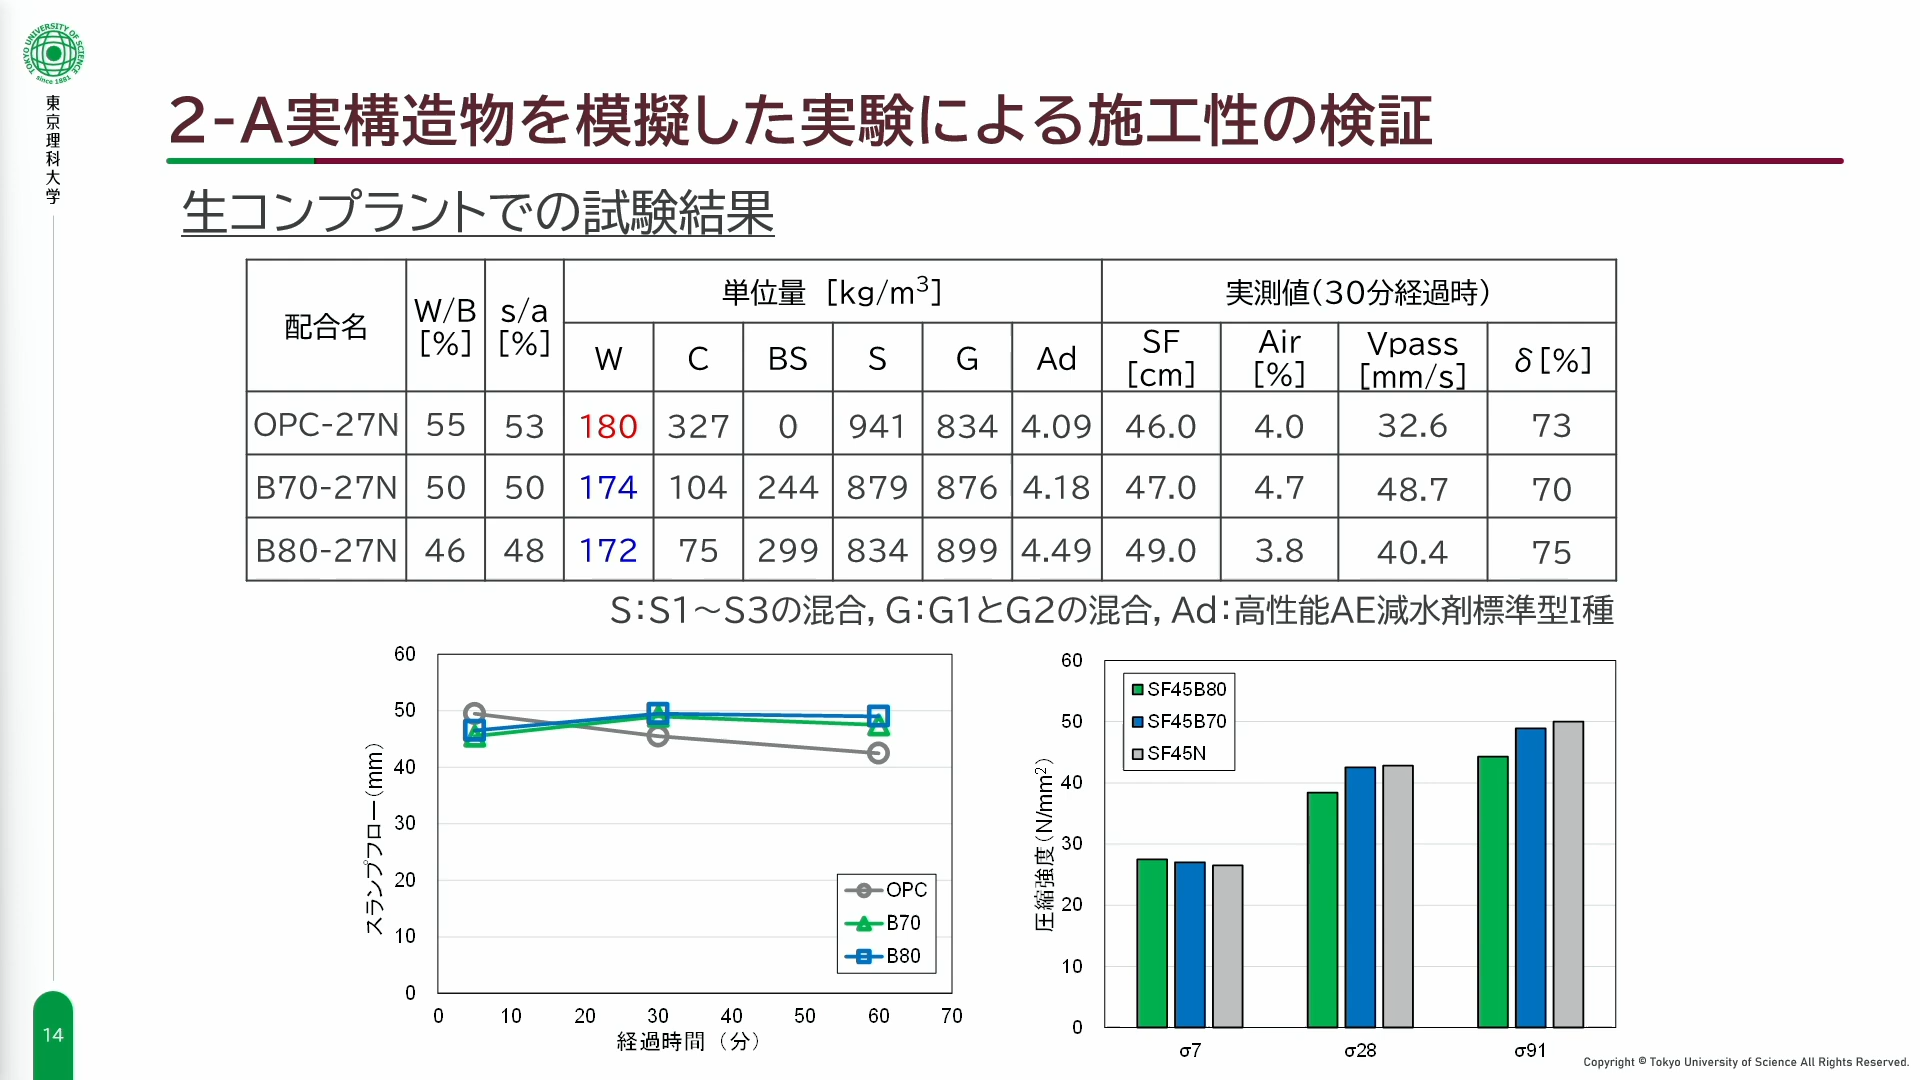 TOKYO UNIVERSITY OF SCIENCE
since 1881
東京理科大学
2-A実構造物を模擬した実験による施工性の検証
生コンプラントでの試験結果
配合名 W/B [%] s/a [%] 単位量 [kg/m³] 実測値(30分経過時)
W C BS S G Ad SF [cm] Air [%] Vpass [mm/s] δ[%]
OPC-27N 55 53 180 327 0 941 834 4.09 46.0 4.0 32.6 73
B70-27N 50 50 174 104 244 879 876 4.18 47.0 4.7 48.7 70
B80-27N 46 48 172 75 299 834 899 4.49 49.0 3.8 40.4 75
S:S1～S3の混合, G:G1とG2の混合, Ad:高性能AE減水剤標準型I種
スランプフロー(mm)
60
50
40
30
20
10
0
OPC
B70
B80
0 10 20 30 40 50 60 70
経過時間(分)
圧縮強度(N/mm²)
60
50
40
30
20
10
0
SF45B80
SF45B70
SF45N
σ7 σ28 σ91
14
Copyright © Tokyo University of Science All Rights Reserved.